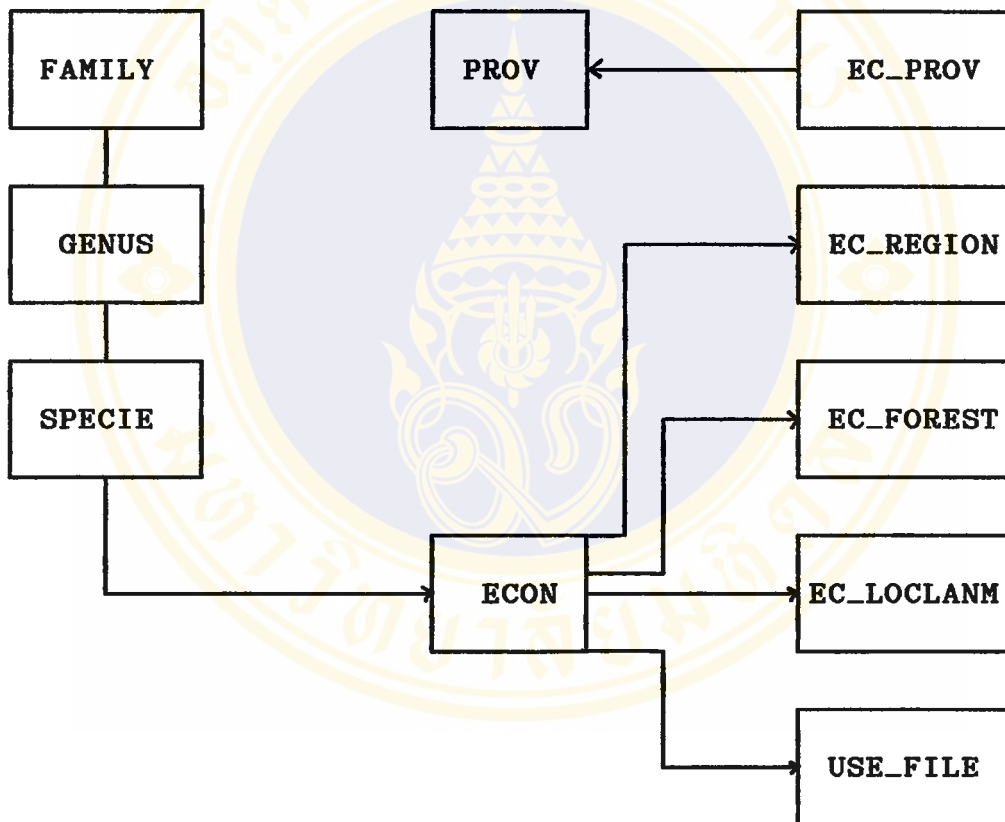 FAMILY
PROV
EC_PROV
GENUS
EC_REGION
SPECIE
EC_FOREST
ECON
EC_LOCLANM
USE_FILE